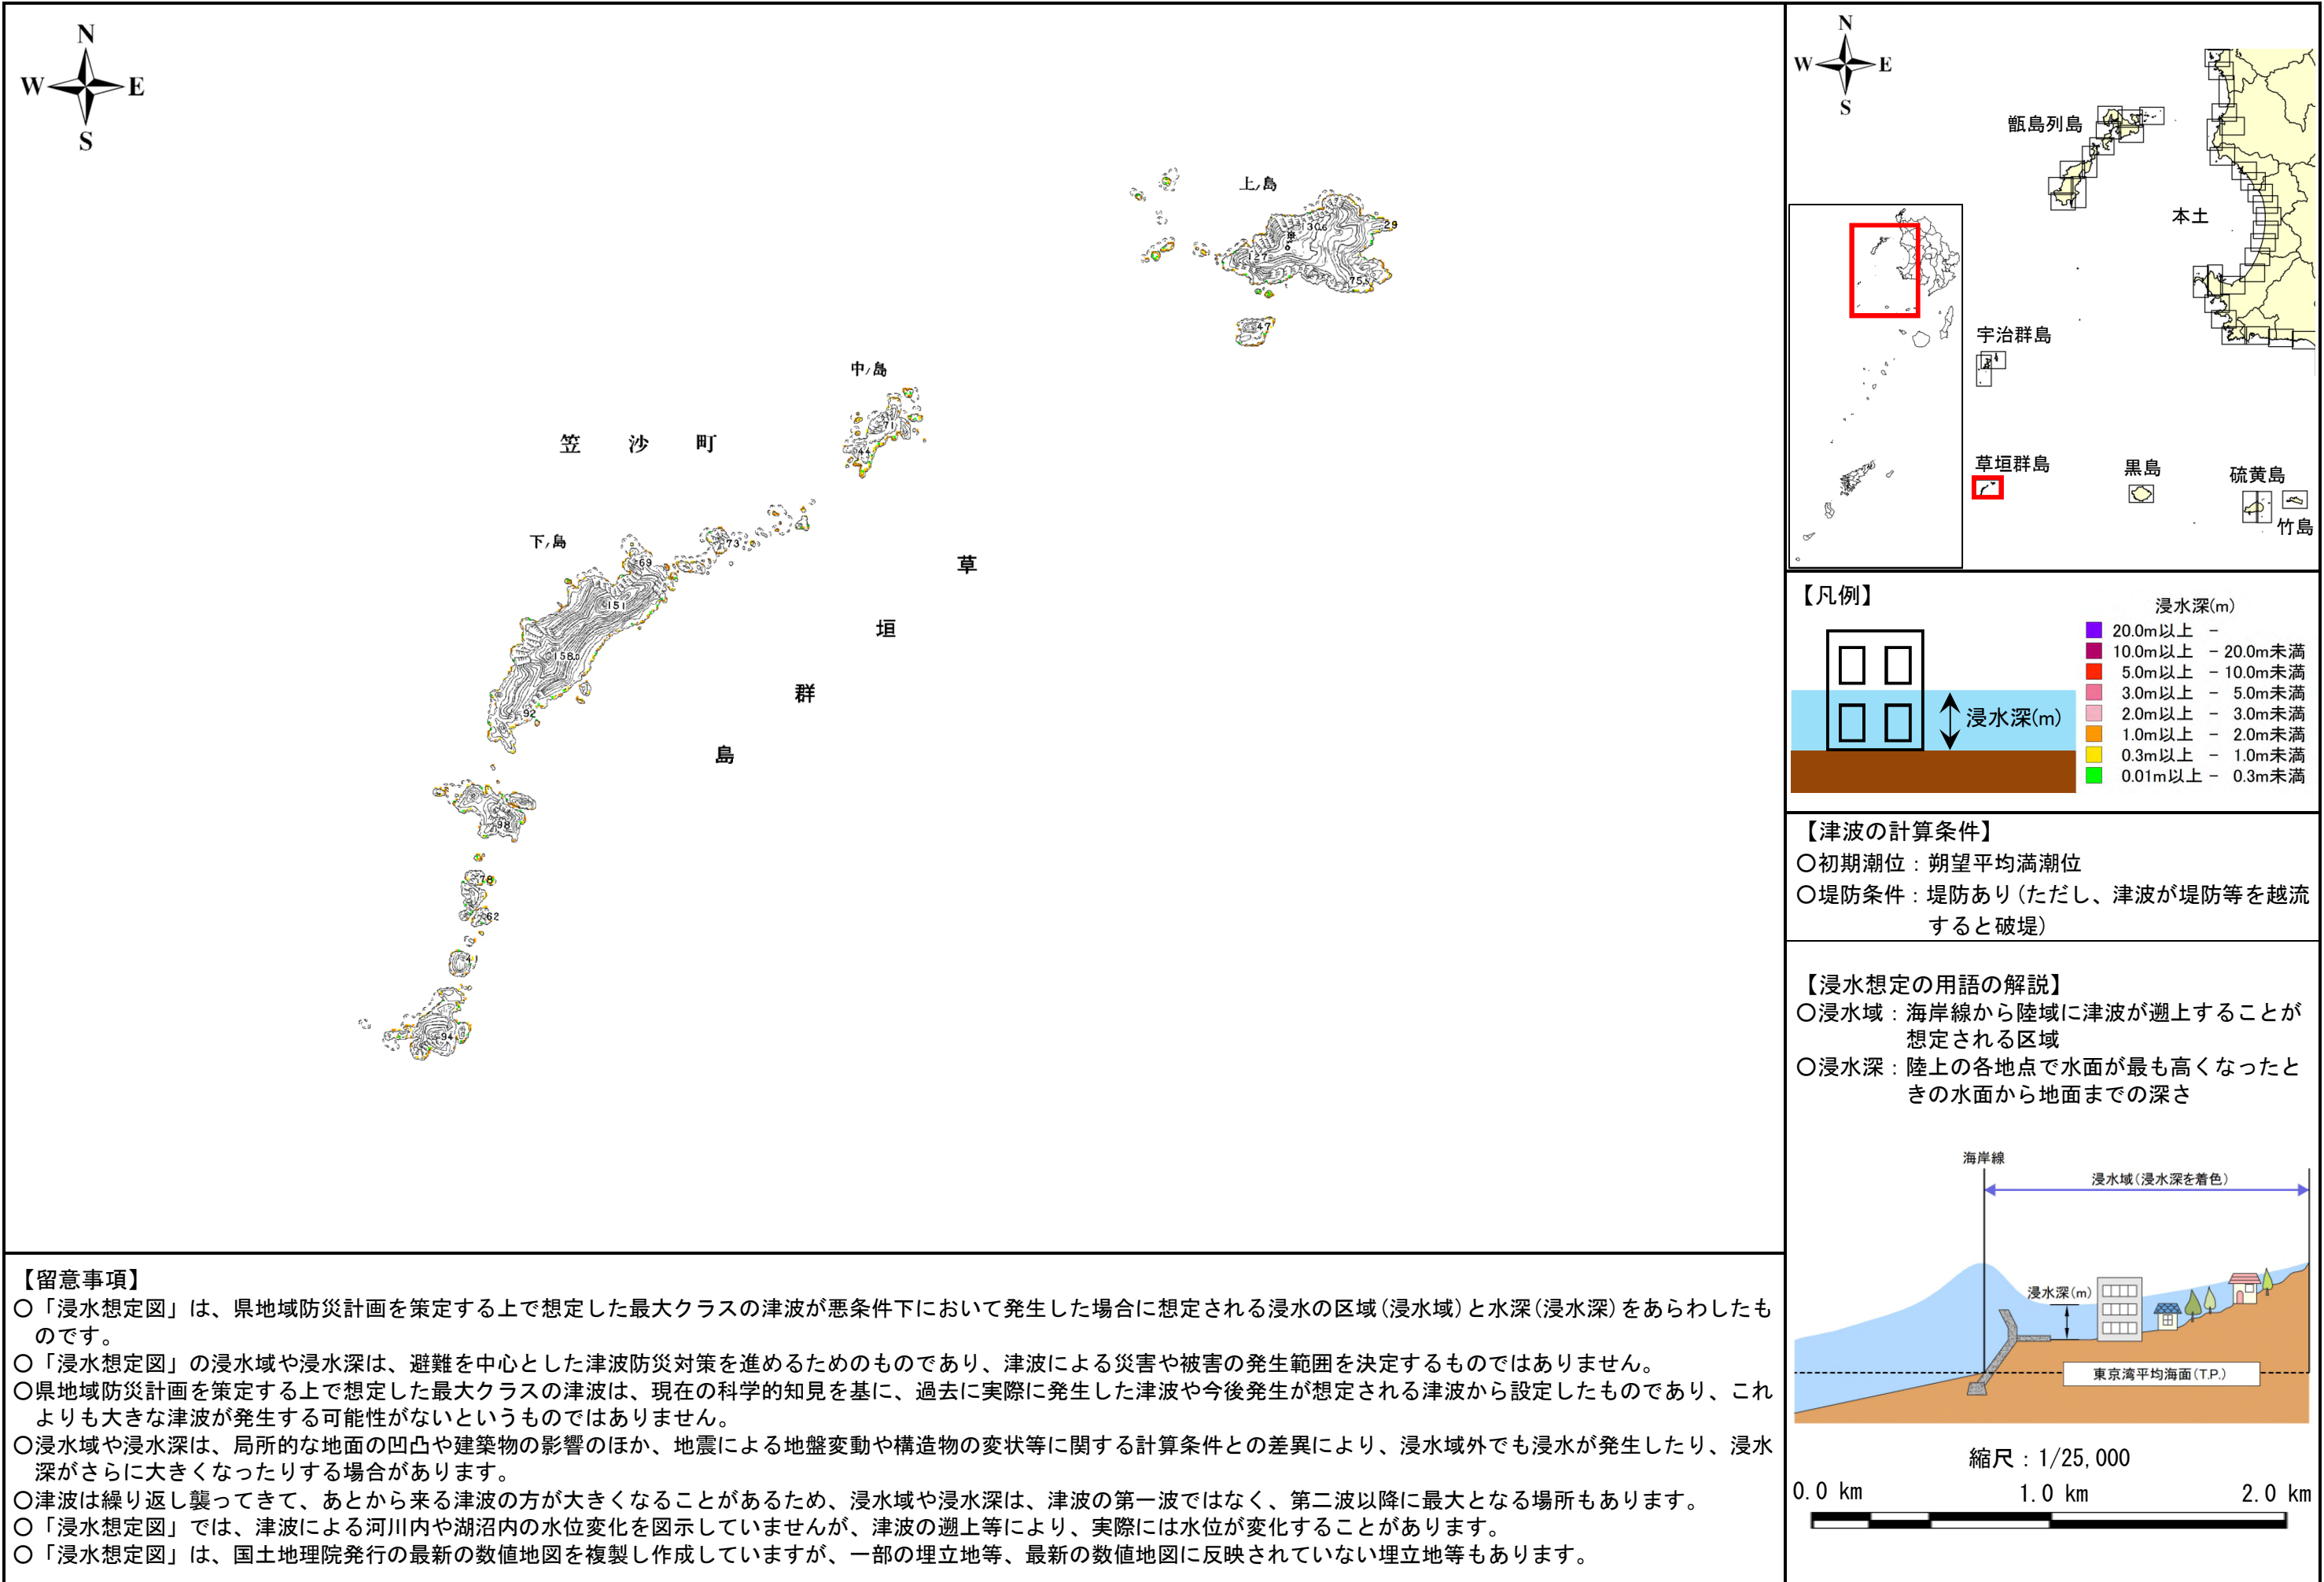 N
W E
S
上ノ島
130.6
29
127
75.5
47
中ノ島
71
44
笠 沙 町
下ノ島
73
69
151
158.0
92
草
垣
群
島
98
78
62
41
94
N
W E
S
甑島列島
本土
宇治群島
草垣群島
黒島
硫黄島
竹島
【凡例】
浸水深(m)
浸水深(m)
20.0m以上 -
10.0m以上 - 20.0m未満
5.0m以上 - 10.0m未満
3.0m以上 - 5.0m未満
2.0m以上 - 3.0m未満
1.0m以上 - 2.0m未満
0.3m以上 - 1.0m未満
0.01m以上 - 0.3m未満
【津波の計算条件】
○初期潮位：朔望平均満潮位
○堤防条件：堤防あり(ただし、津波が堤防等を越流
すると破堤)
【浸水想定の用語の解説】
○浸水域：海岸線から陸域に津波が遡上することが
想定される区域
○浸水深：陸上の各地点で水面が最も高くなったと
きの水面から地面までの深さ
海岸線
浸水域(浸水深を着色)
浸水深(m)
東京湾平均海面(T.P.)
縮尺：1/25,000
0.0 km 1.0 km 2.0 km
【留意事項】
○「浸水想定図」は、県地域防災計画を策定する上で想定した最大クラスの津波が悪条件下において発生した場合に想定される浸水の区域(浸水域)と水深(浸水深)をあらわしたも
のです。
○「浸水想定図」の浸水域や浸水深は、避難を中心とした津波防災対策を進めるためのものであり、津波による災害や被害の発生範囲を決定するものではありません。
○県地域防災計画を策定する上で想定した最大クラスの津波は、現在の科学的知見を基に、過去に実際に発生した津波や今後発生が想定される津波から設定したものであり、これ
よりも大きな津波が発生する可能性がないというものではありません。
○浸水域や浸水深は、局所的な地面の凹凸や建築物の影響のほか、地震による地盤変動や構造物の変状等に関する計算条件との差異により、浸水域外でも浸水が発生したり、浸水
深がさらに大きくなったりする場合があります。
○津波は繰り返し襲ってきて、あとから来る津波の方が大きくなることがあるため、浸水域や浸水深は、津波の第一波ではなく、第二波以降に最大となる場所もあります。
○「浸水想定図」では、津波による河川内や湖沼内の水位変化を図示していませんが、津波の遡上等により、実際には水位が変化することがあります。
○「浸水想定図」は、国土地理院発行の最新の数値地図を複製し作成していますが、一部の埋立地等、最新の数値地図に反映されていない埋立地等もあります。